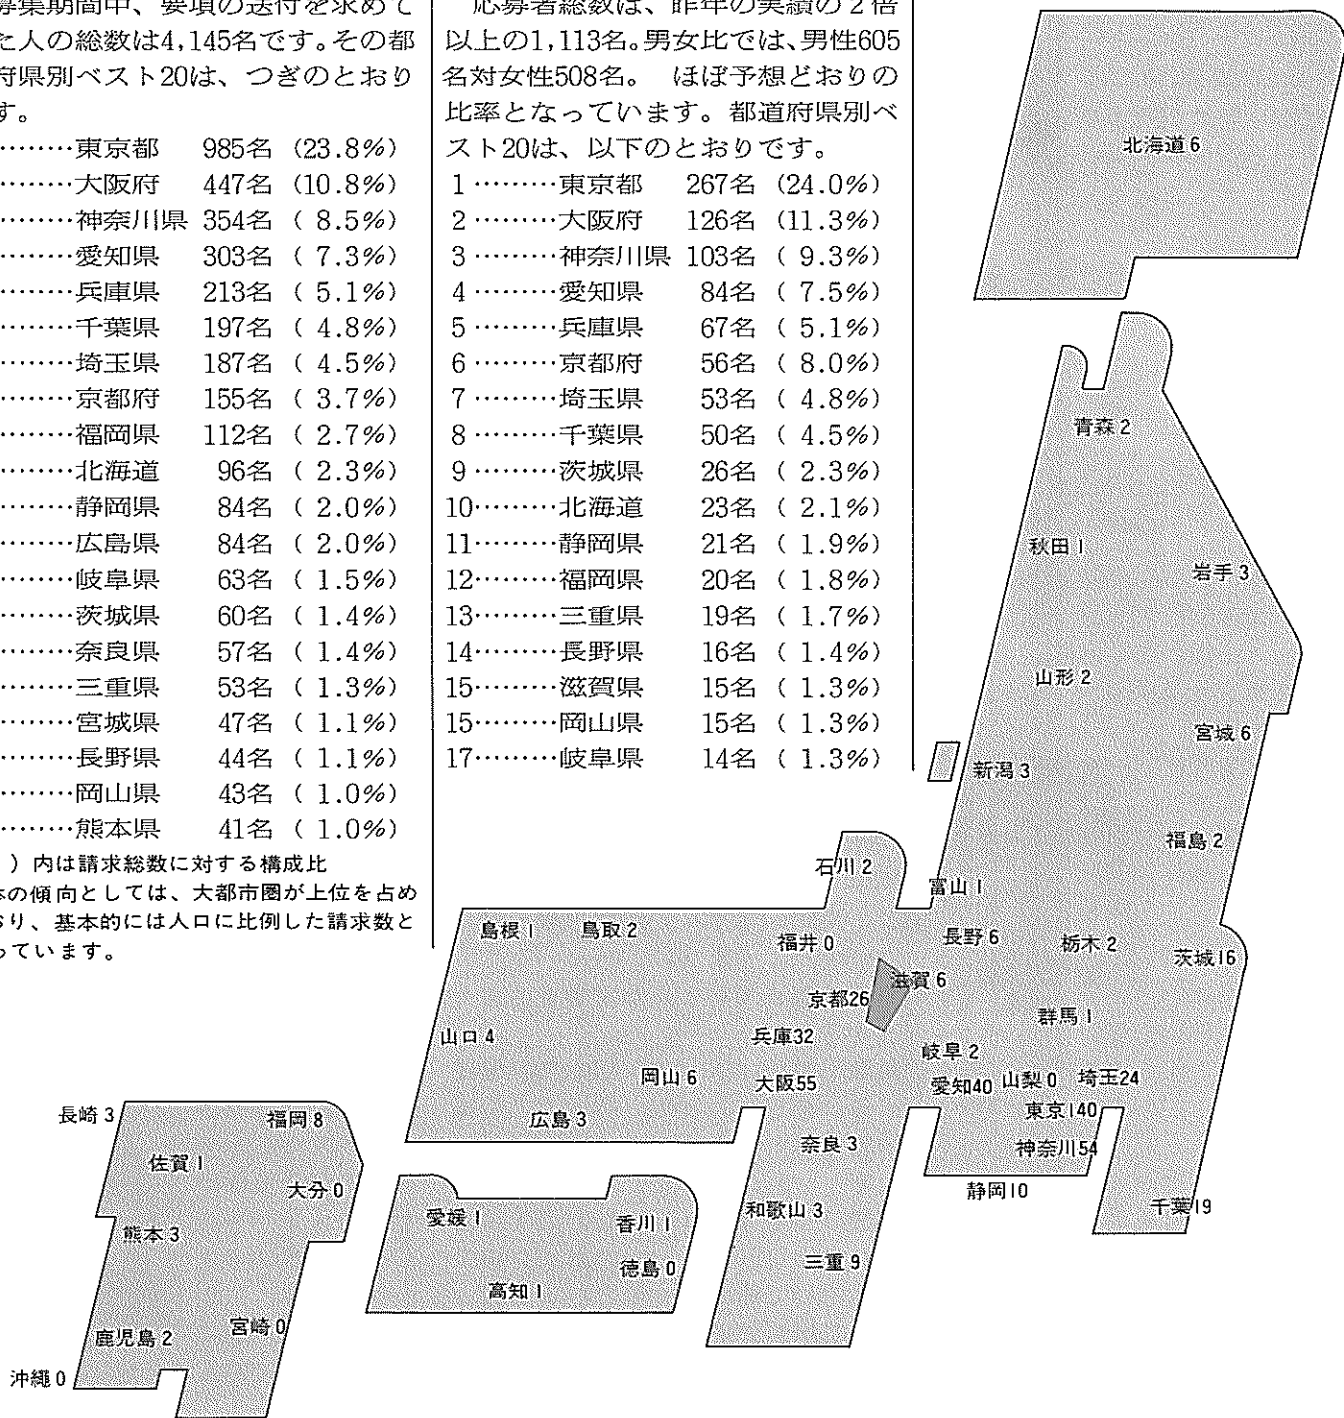 募集期間中、要項の送付を求めて
た人の総数は4,145名です。その都
府県別ベスト20は、つぎのとおり
す。
………東京都 985名 (23.8%)
………大阪府 447名 (10.8%)
………神奈川県 354名 ( 8.5%)
………愛知県 303名 ( 7.3%)
………兵庫県 213名 ( 5.1%)
………千葉県 197名 ( 4.8%)
………埼玉県 187名 ( 4.5%)
………京都府 155名 ( 3.7%)
………福岡県 112名 ( 2.7%)
………北海道 96名 ( 2.3%)
………静岡県 84名 ( 2.0%)
………広島県 84名 ( 2.0%)
………岐阜県 63名 ( 1.5%)
………茨城県 60名 ( 1.4%)
………奈良県 57名 ( 1.4%)
………三重県 53名 ( 1.3%)
………宮城県 47名 ( 1.1%)
………長野県 44名 ( 1.1%)
………岡山県 43名 ( 1.0%)
………熊本県 41名 ( 1.0%)
)内は請求総数に対する構成比
の傾向としては、大都市圏が上位を占め
おり、基本的には人口に比例した請求数と
っています。
応募者総数は、昨年の実績の2倍
以上の1,113名。男女比では、男性605
名対女性508名。 ほぼ予想どおりの
比率となっています。都道府県別ベ
スト20は、以下のとおりです。
1………東京都 267名 (24.0%)
2………大阪府 126名 (11.3%)
3………神奈川県 103名 ( 9.3%)
4………愛知県 84名 ( 7.5%)
5………兵庫県 67名 ( 5.1%)
6………京都府 56名 ( 8.0%)
7………埼玉県 53名 ( 4.8%)
8………千葉県 50名 ( 4.5%)
9………茨城県 26名 ( 2.3%)
10………北海道 23名 ( 2.1%)
11………静岡県 21名 ( 1.9%)
12………福岡県 20名 ( 1.8%)
13………三重県 19名 ( 1.7%)
14………長野県 16名 ( 1.4%)
15………滋賀県 15名 ( 1.3%)
15………岡山県 15名 ( 1.3%)
17………岐阜県 14名 ( 1.3%)
北海道 6
青森 2
秋田 1
岩手 3
山形 2
宮城 6
新潟 3
福島 2
石川 2
富山 1
島根 1
鳥取 2
福井 0
長野 6
栃木 2
茨城16
滋賀 6
京都26
群馬 1
山口 4
兵庫32
岐阜 2
岡山 6
大阪55
愛知40
山梨 0
埼玉24
東京140
広島 3
奈良 3
神奈川54
静岡10
千葉19
和歌山 3
三重 9
長崎 3
福岡 8
佐賀 1
大分 0
熊本 3
宮崎 0
鹿児島 2
沖縄 0
愛媛 1
香川 1
徳島 0
高知 1